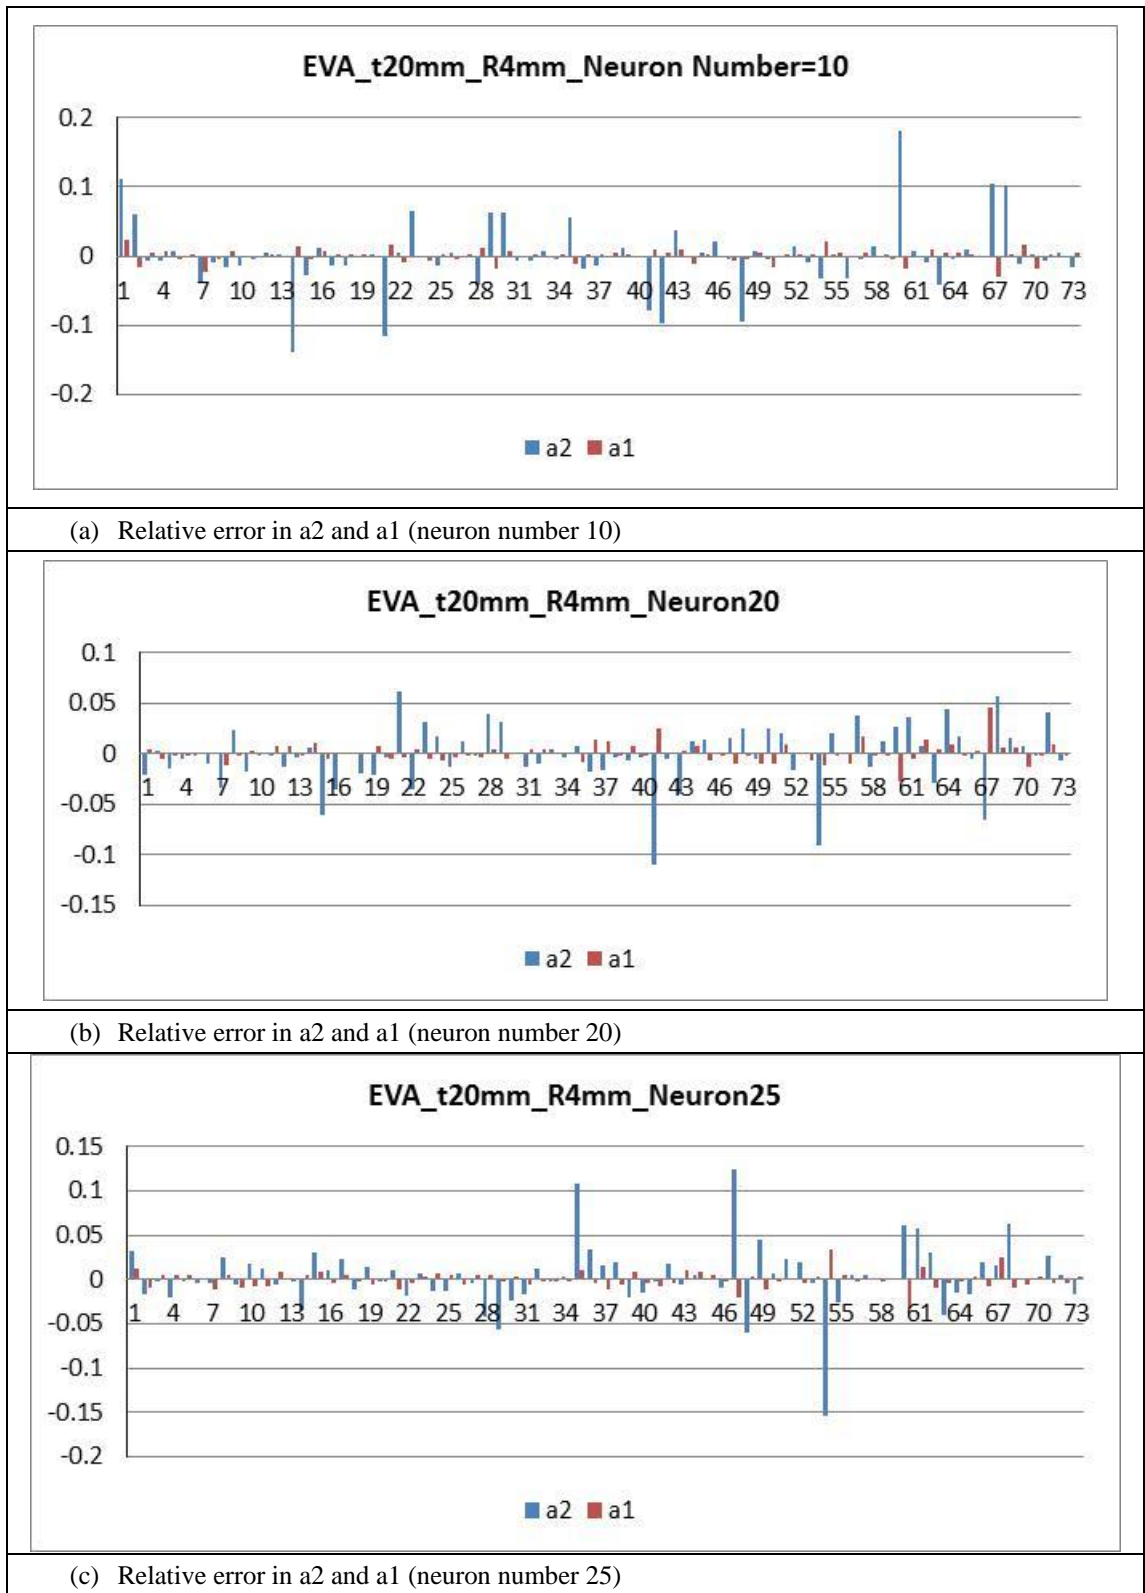 EVA_t20mm_R4mm_Neuron Number=10
0.2
0.1
0
-0.1
-0.2
1 4 7 10 13 16 19 22 25 28 31 34 37 40 43 46 49 52 55 58 61 64 67 70 73
a2 a1
(a) Relative error in a2 and a1 (neuron number 10)
EVA_t20mm_R4mm_Neuron20
0.1
0.05
0
-0.05
-0.1
-0.15
1 4 7 10 13 16 19 22 25 28 31 34 37 40 43 46 49 52 55 58 61 64 67 70 73
a2 a1
(b) Relative error in a2 and a1 (neuron number 20)
EVA_t20mm_R4mm_Neuron25
0.15
0.1
0.05
0
-0.05
-0.1
-0.15
-0.2
1 4 7 10 13 16 19 22 25 28 31 34 37 40 43 46 49 52 55 58 61 64 67 70 73
a2 a1
(c) Relative error in a2 and a1 (neuron number 25)